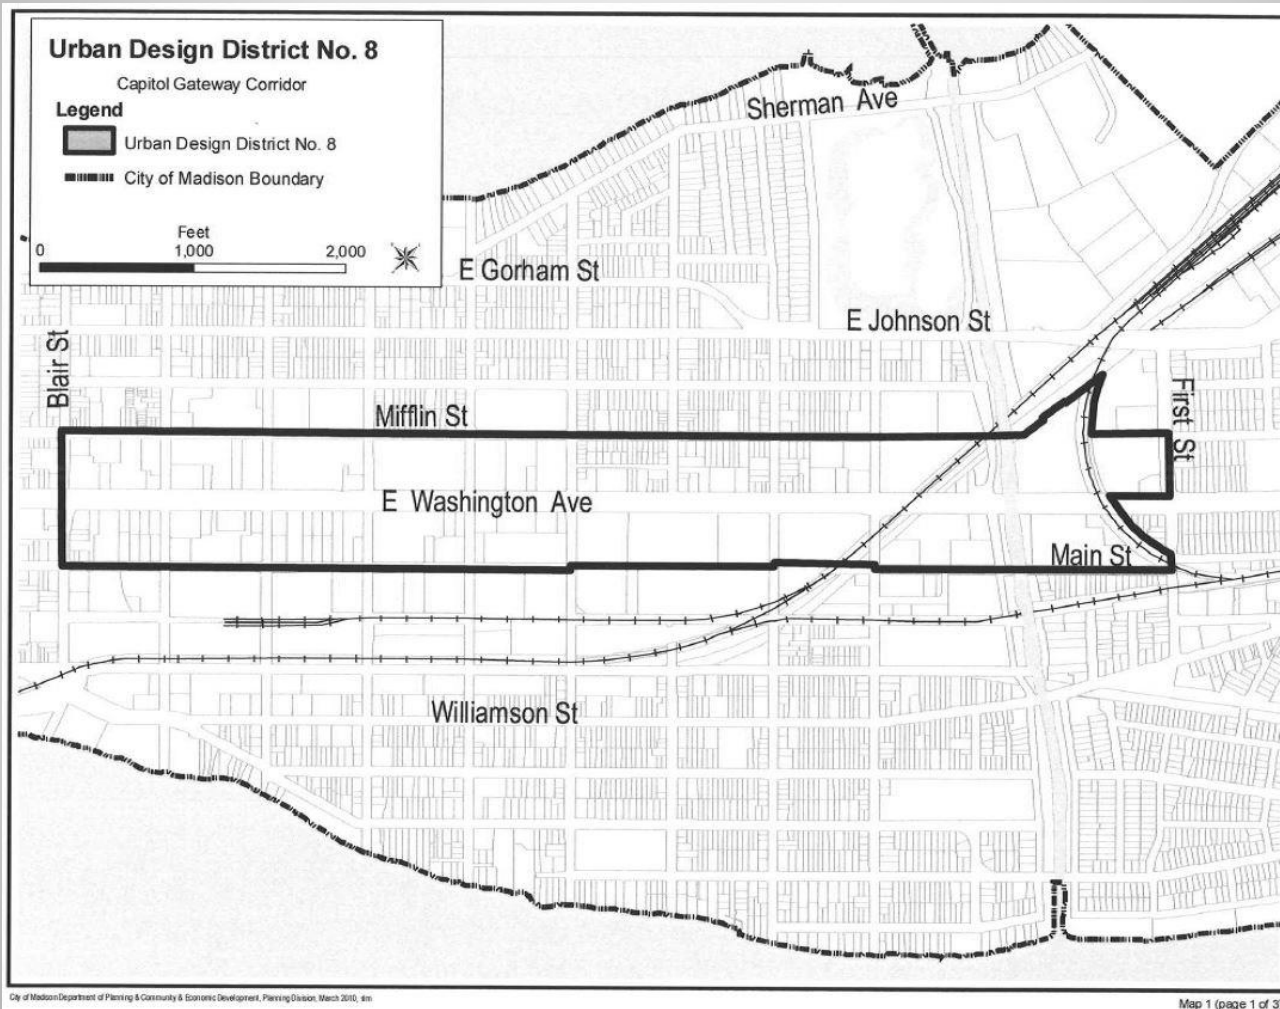 Urban Design District No. 8
Capitol Gateway Corridor
Legend
Urban Design District No. 8
City of Madison Boundary
Feet
0 1,000 2,000
Sherman Ave
E Gorham St
E Johnson St
Blair St
Mifflin St
First St
E Washington Ave
Main St
Williamson St
City of Madison Department of Planning & Community & Economic Development, Planning Division, March 2010,
Map 1 (page 1 of 3